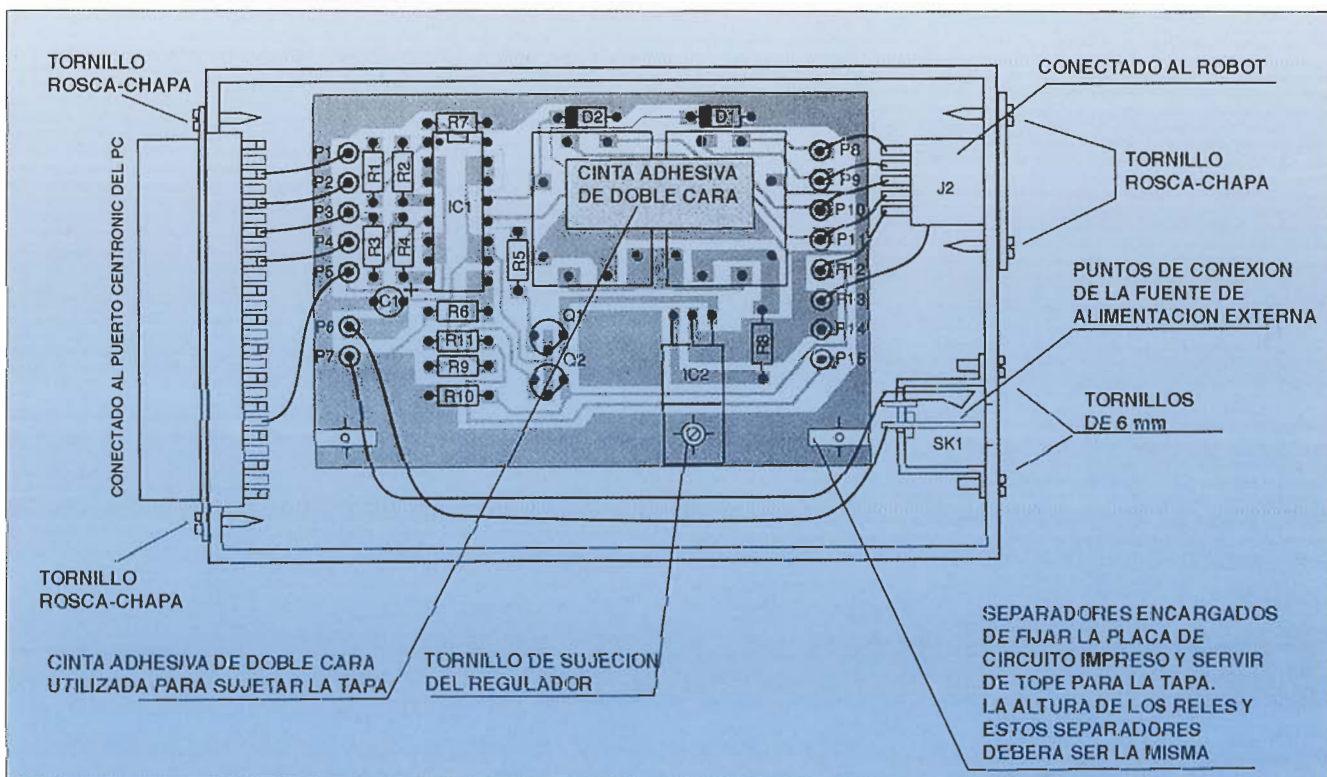 TORNILLO
ROSCA-CHAPA
CONECTADO AL ROBOT
TORNILLO
ROSCA-CHAPA
CONECTADO AL PUERTO CENTRONIC DEL PC
P1
P2
P3
P4
P5
P6
P7
R1
R2
R3
R4
C1
+
R7
IC1
R6
R11
R9
R10
R5
D2
D1
CINTA ADHESIVA
DE DOBLE CARA
Q1
Q2
IC2
R8
P8
P9
P10
P11
R12
R13
R14
P15
J2
SK1
PUNTOS DE CONEXION
DE LA FUENTE DE
ALIMENTACION EXTERNA
TORNILLOS
DE 6 mm
TORNILLO
ROSCA-CHAPA
CINTA ADHESIVA DE DOBLE CARA
UTILIZADA PARA SUJETAR LA TAPA
TORNILLO DE SUJECION
DEL REGULADOR
SEPARADORES ENCARGADOS
DE FIJAR LA PLACA DE
CIRCUITO IMPRESO Y SERVIR
DE TOPE PARA LA TAPA.
LA ALTURA DE LOS RELES Y
ESTOS SEPARADORES
DEBERA SER LA MISMA